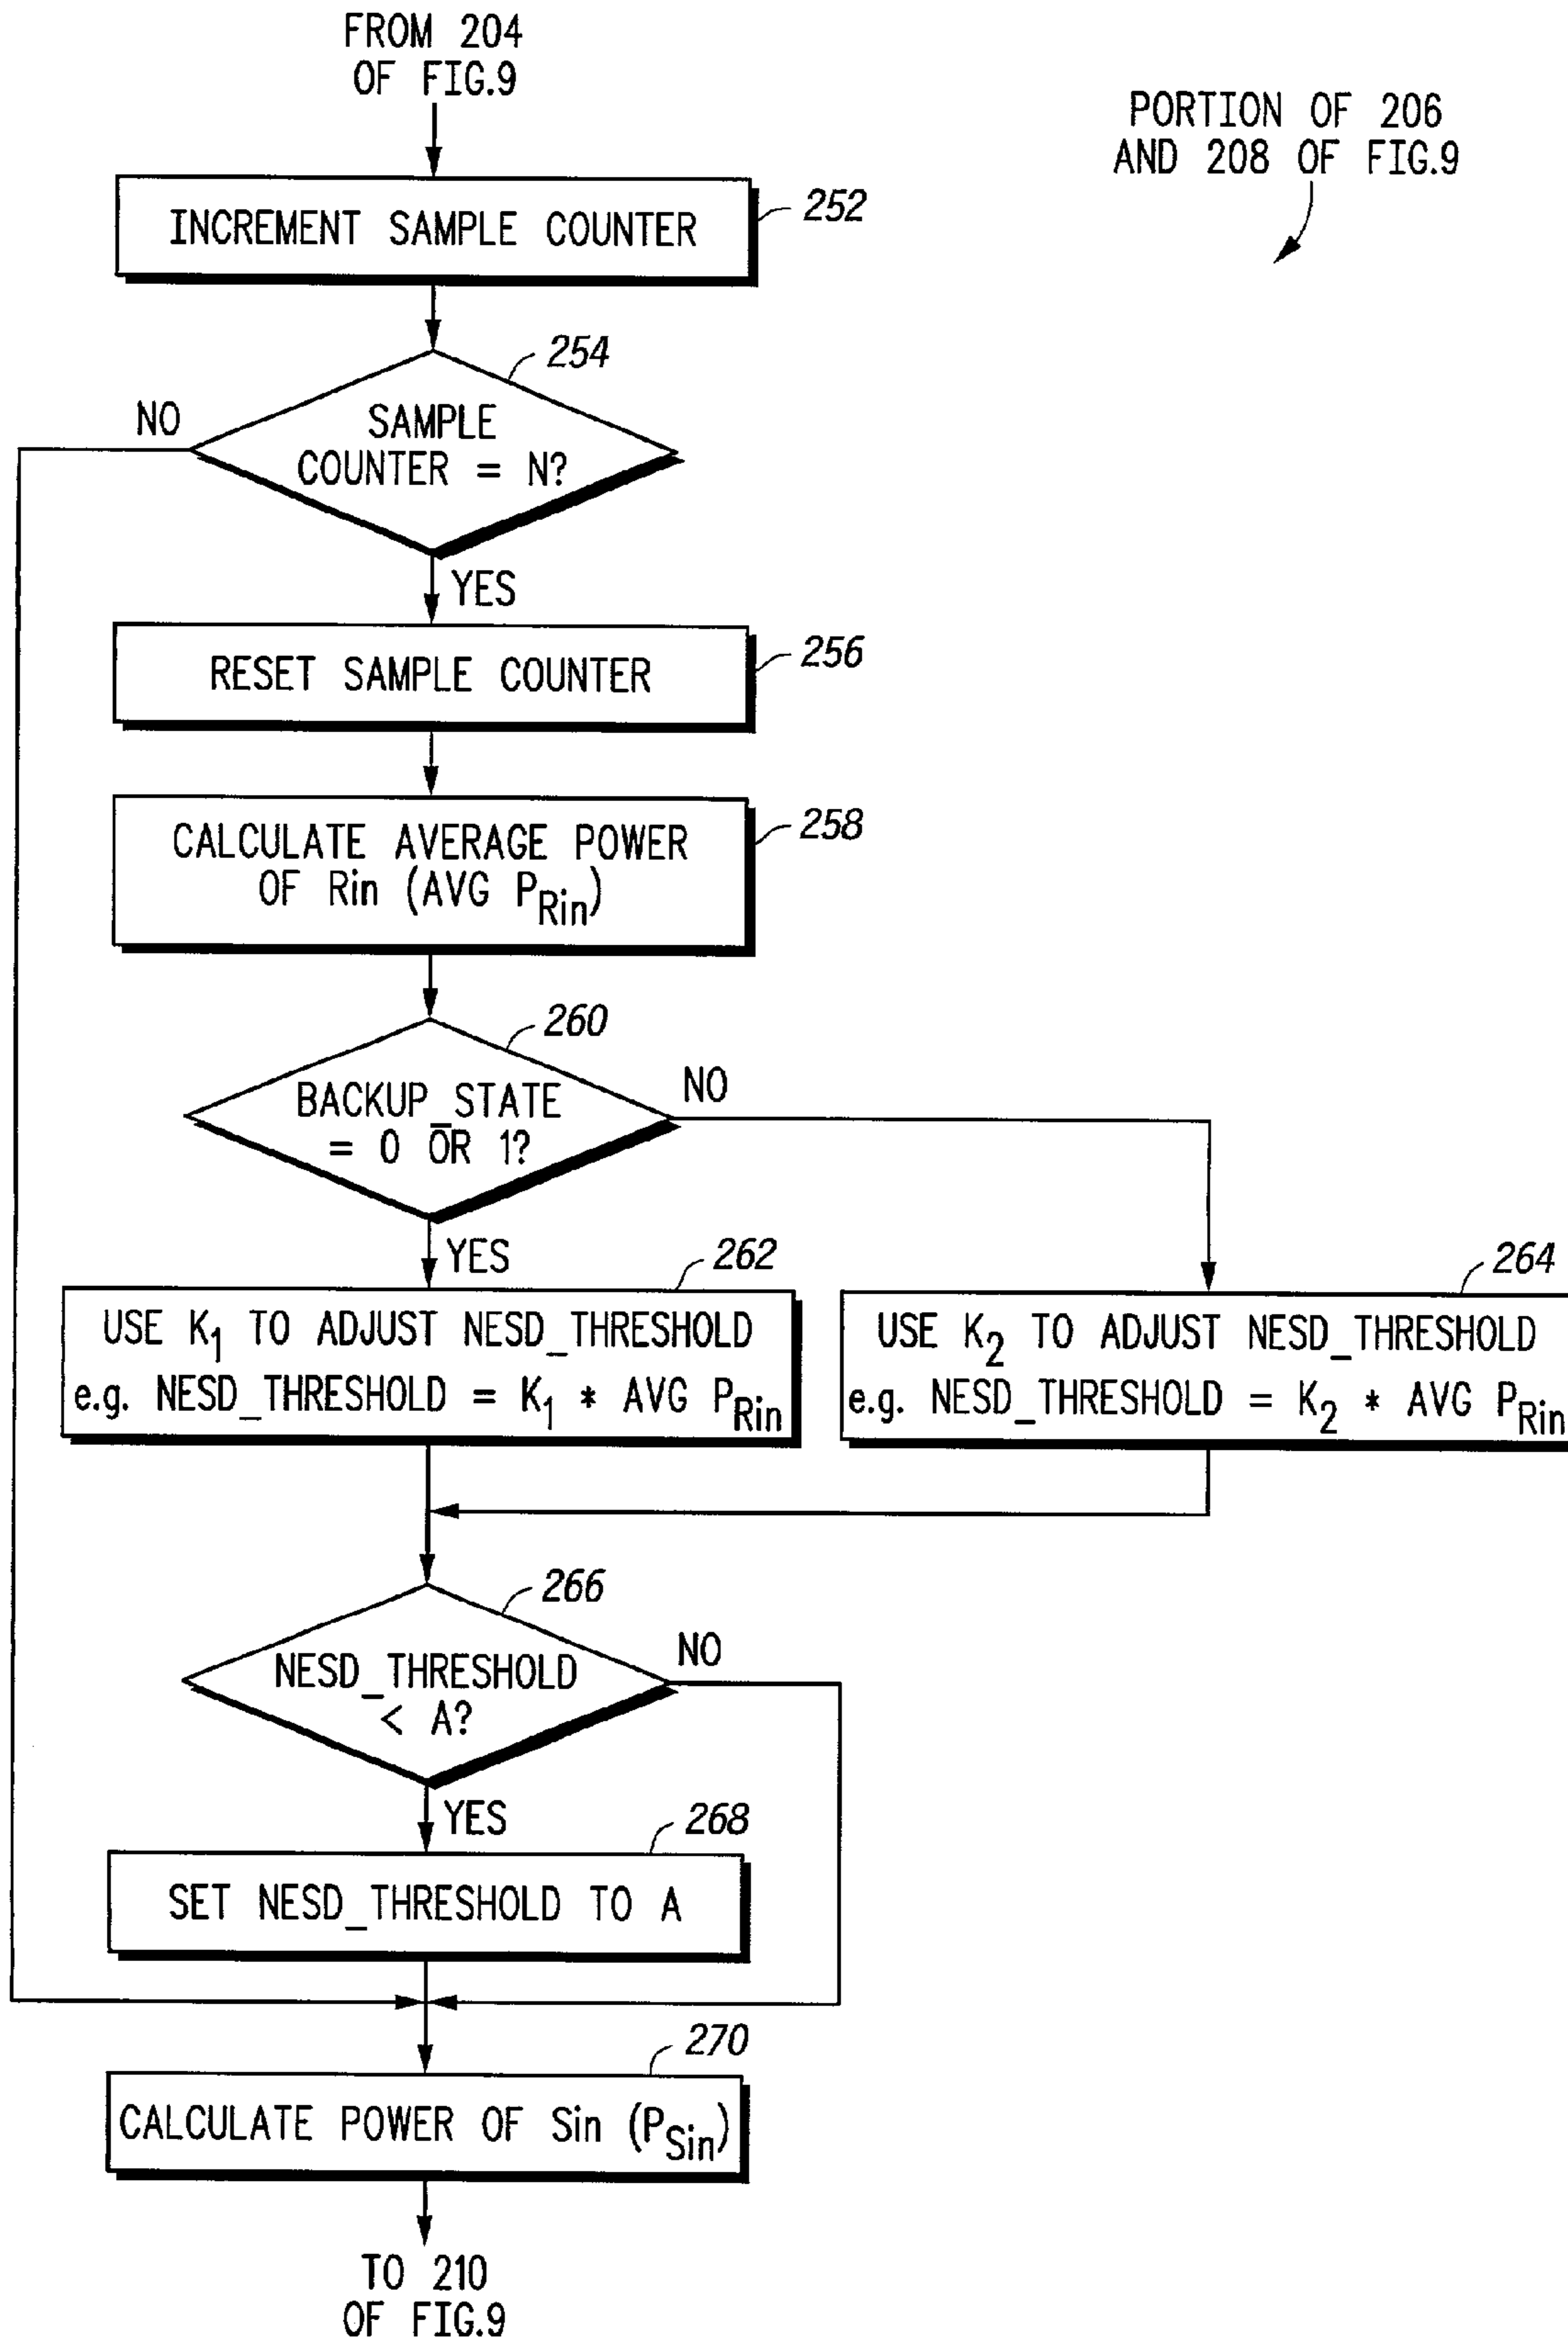 FROM 204
OF FIG.9
PORTION OF 206
AND 208 OF FIG.9
INCREMENT SAMPLE COUNTER
252
254
NO
SAMPLE
COUNTER = N?
YES
RESET SAMPLE COUNTER
256
CALCULATE AVERAGE POWER
OF Rin (AVG PRin)
258
260
BACKUP_STATE
= 0 OR 1?
NO
YES
262
264
USE K1 TO ADJUST NESD_THRESHOLD
e.g. NESD_THRESHOLD = K1 * AVG PRin
USE K2 TO ADJUST NESD_THRESHOLD
e.g. NESD_THRESHOLD = K2 * AVG PRin
266
NESD_THRESHOLD
< A?
NO
YES
268
SET NESD_THRESHOLD TO A
270
CALCULATE POWER OF Sin (PSin)
TO 210
OF FIG.9